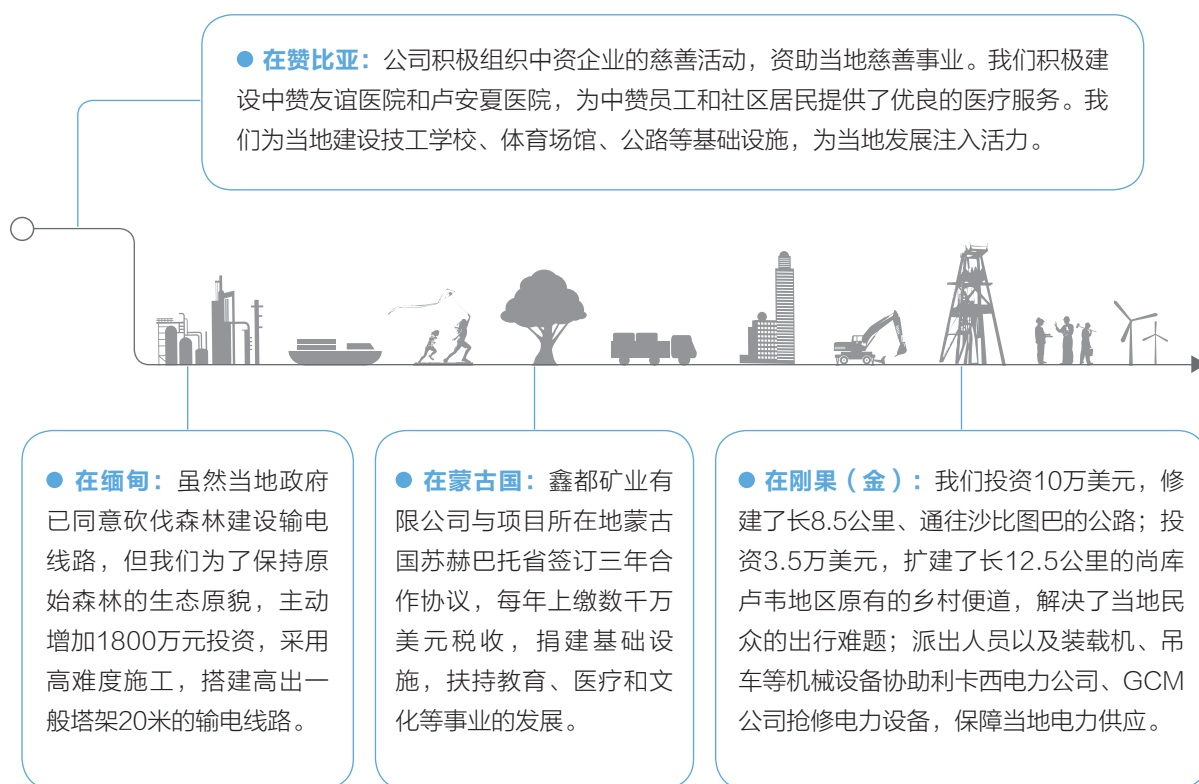 ● 在赞比亚：公司积极组织中资企业的慈善活动，资助当地慈善事业。我们积极建
设中赞友谊医院和卢安夏医院，为中赞员工和社区居民提供了优良的医疗服务。我
们为当地建设技工学校、体育场馆、公路等基础设施，为当地发展注入活力。
● 在缅甸：虽然当地政府
已同意砍伐森林建设输电
线路，但我们为了保持原
始森林的生态原貌，主动
增加1800万元投资，采用
高难度施工，搭建高出一
般塔架20米的输电线路。
● 在蒙古国：鑫都矿业有
限公司与项目所在地蒙古
国苏赫巴托省签订三年合
作协议，每年上缴数千万
美元税收，捐建基础设
施，扶持教育、医疗和文
化等事业的发展。
● 在刚果（金）：我们投资10万美元，修
建了长8.5公里、通往沙比图巴的公路；投
资3.5万美元，扩建了长12.5公里的尚库
卢韦地区原有的乡村便道，解决了当地民
众的出行难题；派出人员以及装载机、吊
车等机械设备协助利卡西电力公司、GCM
公司抢修电力设备，保障当地电力供应。